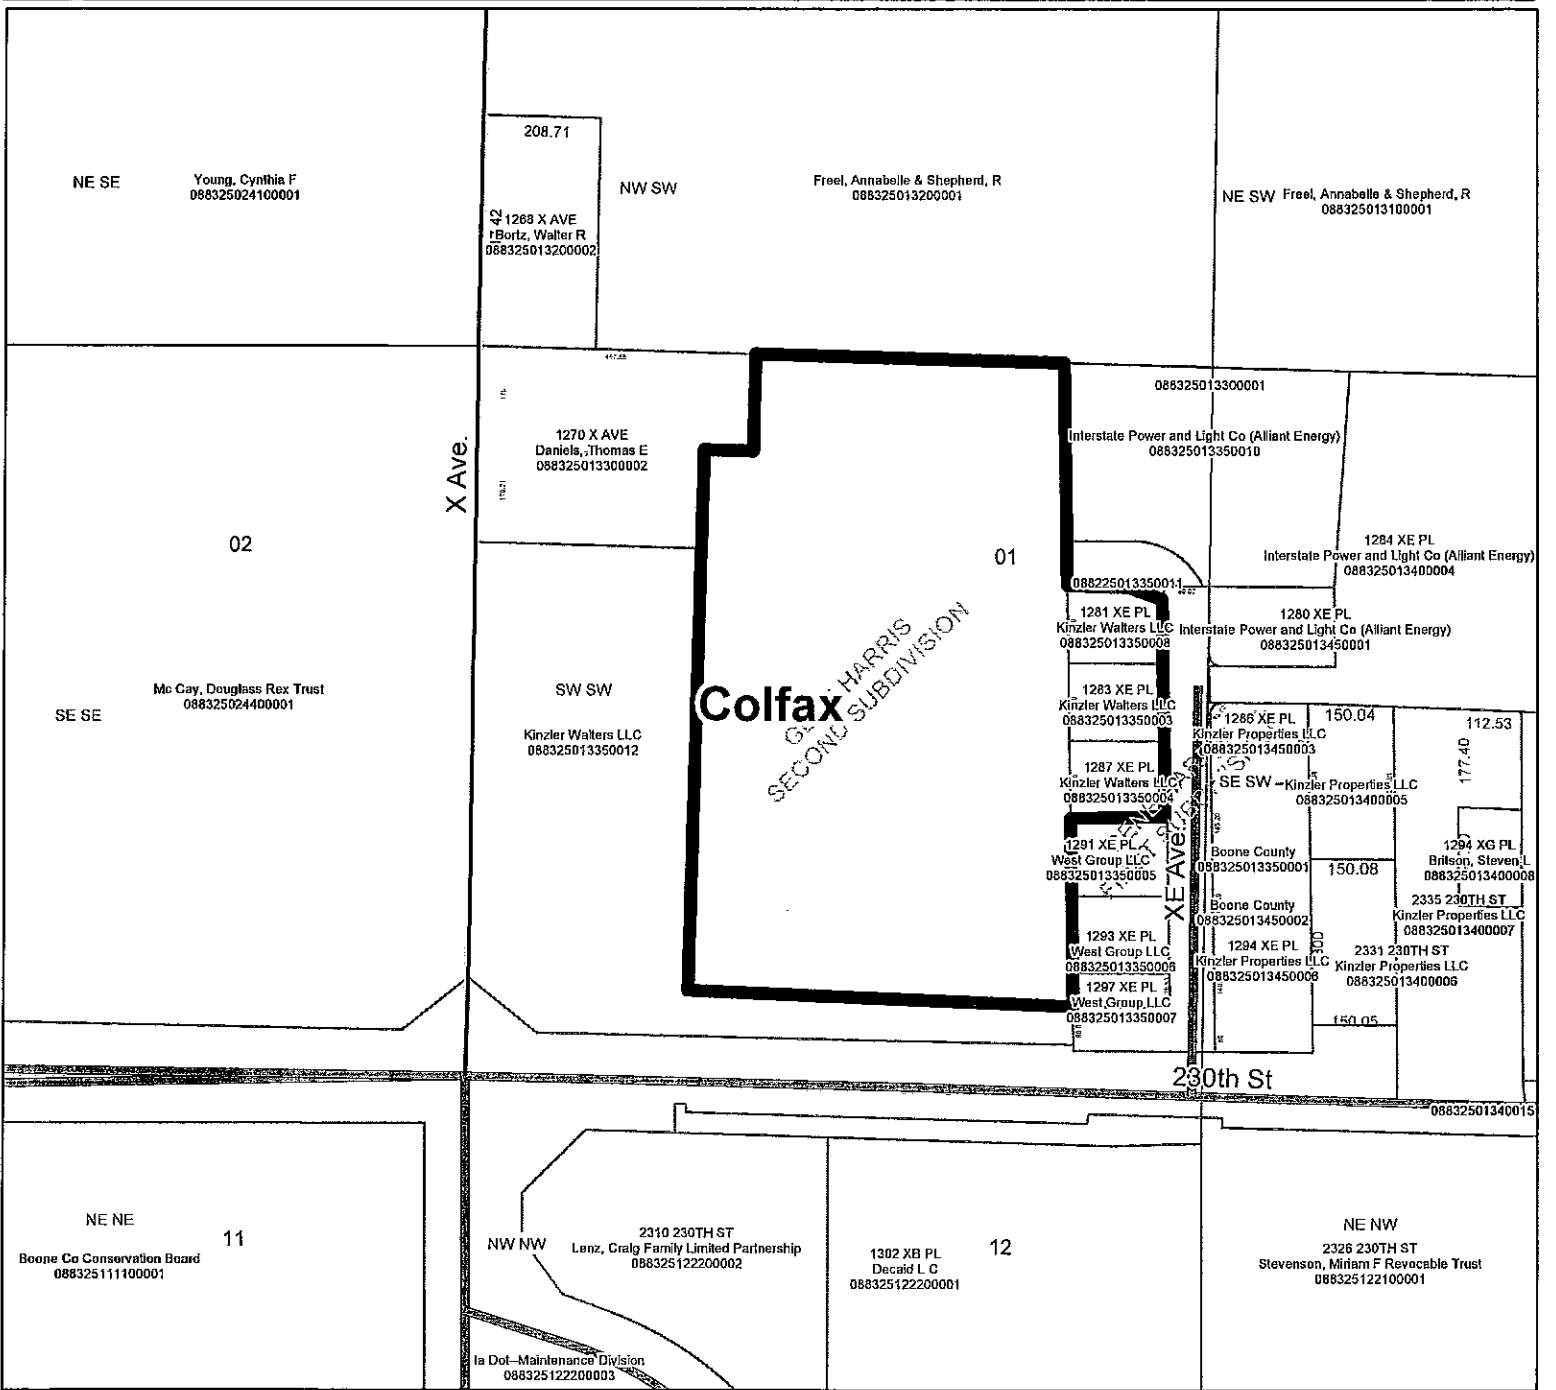 208.71
NE SE
Young, Cynthia F
088325024100001
NW SW
Freel, Annabelle & Shepherd, R
088325013200001
NE SW
Freel, Annabelle & Shepherd, R
088325013100001
1268 X AVE
Bortz, Walter R
088325013200002
088325013300001
1270 X AVE
Daniels, Thomas E
088325013300002
Interstate Power and Light Co (Alliant Energy)
088325013350010
X Ave.
02
01
1284 XE PL
Interstate Power and Light Co (Alliant Energy)
088325013400004
088225013350011
1281 XE PL
Kinzler Walters LLC
088325013350008
1280 XE PL
Interstate Power and Light Co (Alliant Energy)
088325013450001
HARRIS
SECOND SUBDIVISION
Colfax
Mc Cay, Douglass Rex Trust
088325024400001
SE SE
SW SW
Kinzler Walters LLC
088325013350012
1283 XE PL
Kinzler Walters LLC
088325013350003
1287 XE PL
Kinzler Walters LLC
088325013350004
1286 XE PL
Kinzler Properties LLC
088325013450003
150.04
112.53
177.40
SE SW
Kinzler Properties LLC
088325013400005
1291 XE PL
West Group LLC
088325013350005
XE Ave.
Boone County
088325013350001
150.08
1294 XG PL
Britson, Steven L
088325013400008
Boone County
088325013450002
2335 230TH ST
Kinzler Properties LLC
088325013400007
1293 XE PL
West Group LLC
088325013350006
1294 XE PL
Kinzler Properties LLC
088325013450006
2331 230TH ST
Kinzler Properties LLC
088325013400006
1297 XE PL
West Group LLC
088325013350007
150.05
230th St
08832501340015
NE NE
11
Boone Co Conservation Board
088325111100001
NW NW
2310 230TH ST
Lenz, Craig Family Limited Partnership
088325122200002
1302 XB PL
Decaid L C
088325122200001
12
NE NW
2326 230TH ST
Stevenson, Miriam F Revocable Trust
088325122100001
Ia Dot-Maintenance Division
088325122200003